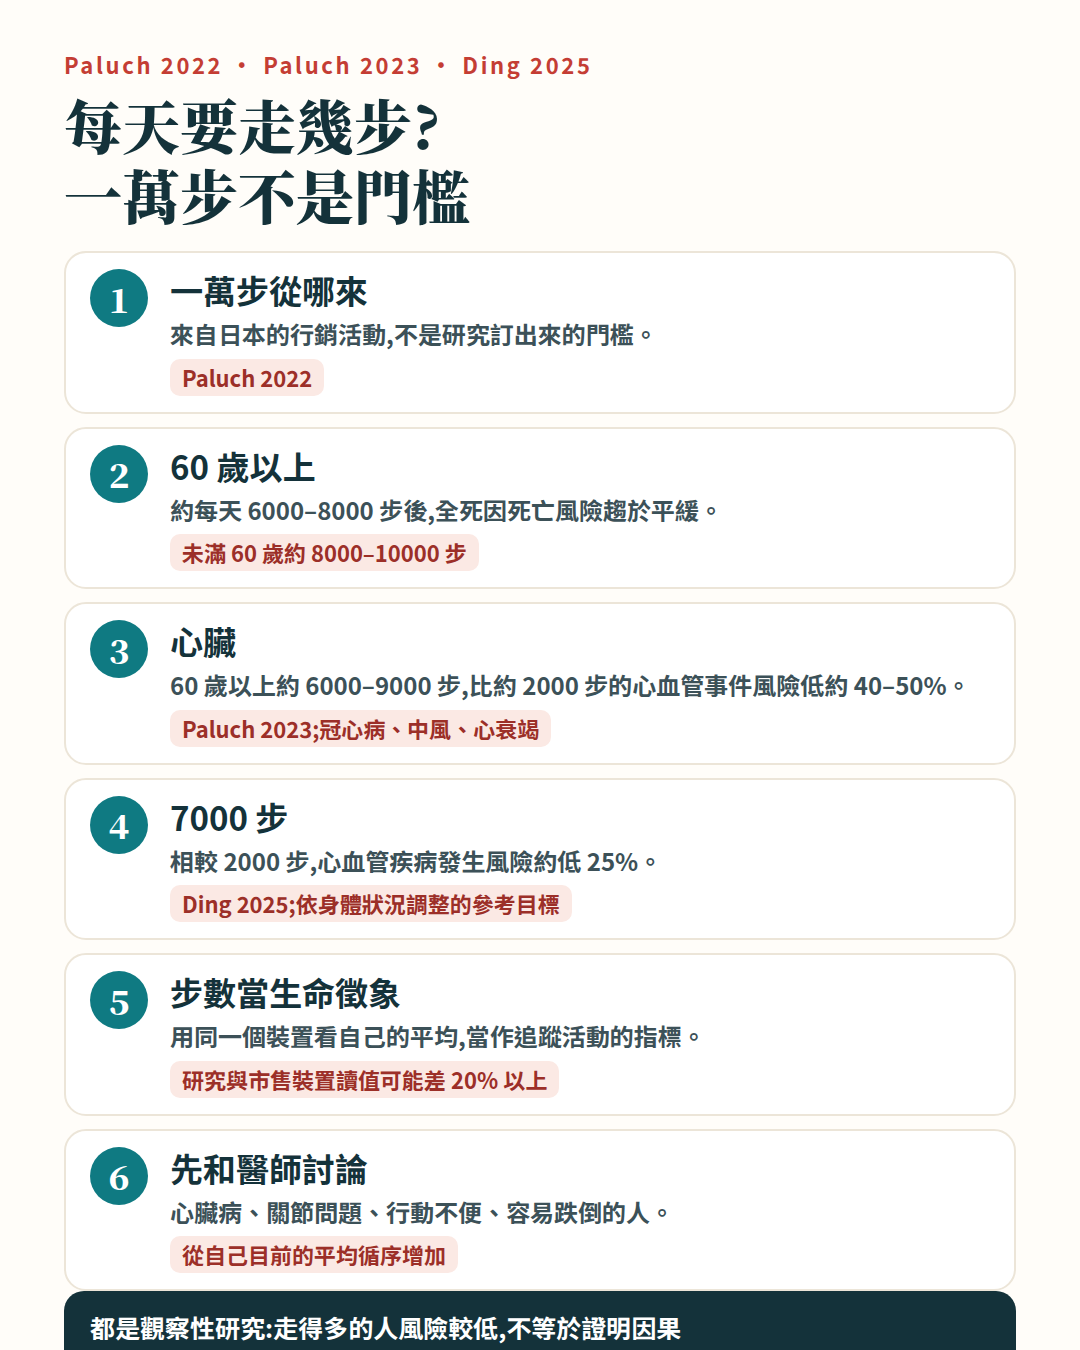 Paluch 2022 • Paluch 2023 • Ding 2025
每天要走幾步?
一萬步不是門檻
1
一萬步從哪來
來自日本的行銷活動,不是研究訂出來的門檻。
Paluch 2022
2
60 歲以上
約每天 6000–8000 步後,全死因死亡風險趨於平緩。
未滿 60 歲約 8000–10000 步
3
心臟
60 歲以上約 6000–9000 步,比約 2000 步的心血管事件風險低約 40–50%。
Paluch 2023;冠心病、中風、心衰竭
4
7000 步
相較 2000 步,心血管疾病發生風險約低 25%。
Ding 2025;依身體狀況調整的參考目標
5
步數當生命徵象
用同一個裝置看自己的平均,當作追蹤活動的指標。
研究與市售裝置讀值可能差 20% 以上
6
先和醫師討論
心臟病、關節問題、行動不便、容易跌倒的人。
從自己目前的平均循序增加
都是觀察性研究:走得多的人風險較低,不等於證明因果